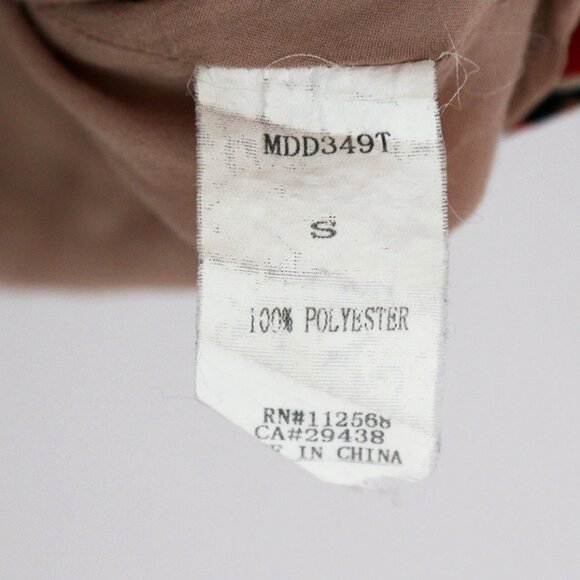 MDD349T
S
100% POLYESTER
RN#112568
CA#29438
E IN CHINA